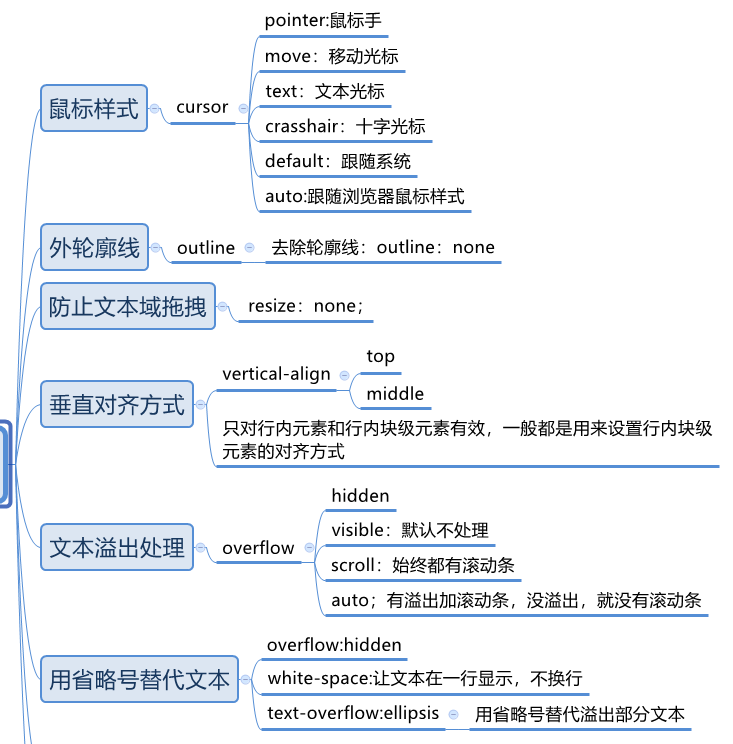 鼠标样式
cursor
pointer:鼠标手
move：移动光标
text：文本光标
crasshair：十字光标
default：跟随系统
auto:跟随浏览器鼠标样式
外轮廓线
outline
去除轮廓线：outline：none
防止文本域拖拽
resize：none；
垂直对齐方式
vertical-align
top
middle
只对行内元素和行内块级元素有效，一般都是用来设置行内块级
元素的对齐方式
文本溢出处理
overflow
hidden
visible：默认不处理
scroll：始终都有滚动条
auto；有溢出加滚动条，没溢出，就没有滚动条
用省略号替代文本
overflow:hidden
white-space:让文本在一行显示，不换行
text-overflow:ellipsis
用省略号替代溢出部分文本